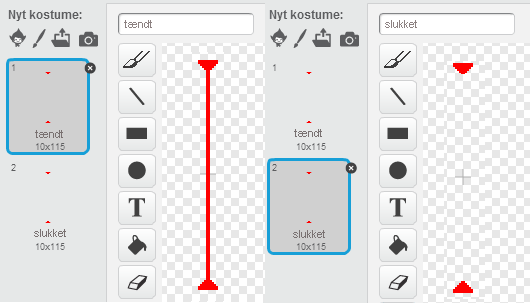 Nyt kostume:
tændt
1
tændt
10x115
2
slukket
10x115
T
Nyt kostume:
slukket
1
tændt
10x115
2
slukket
10x115
T